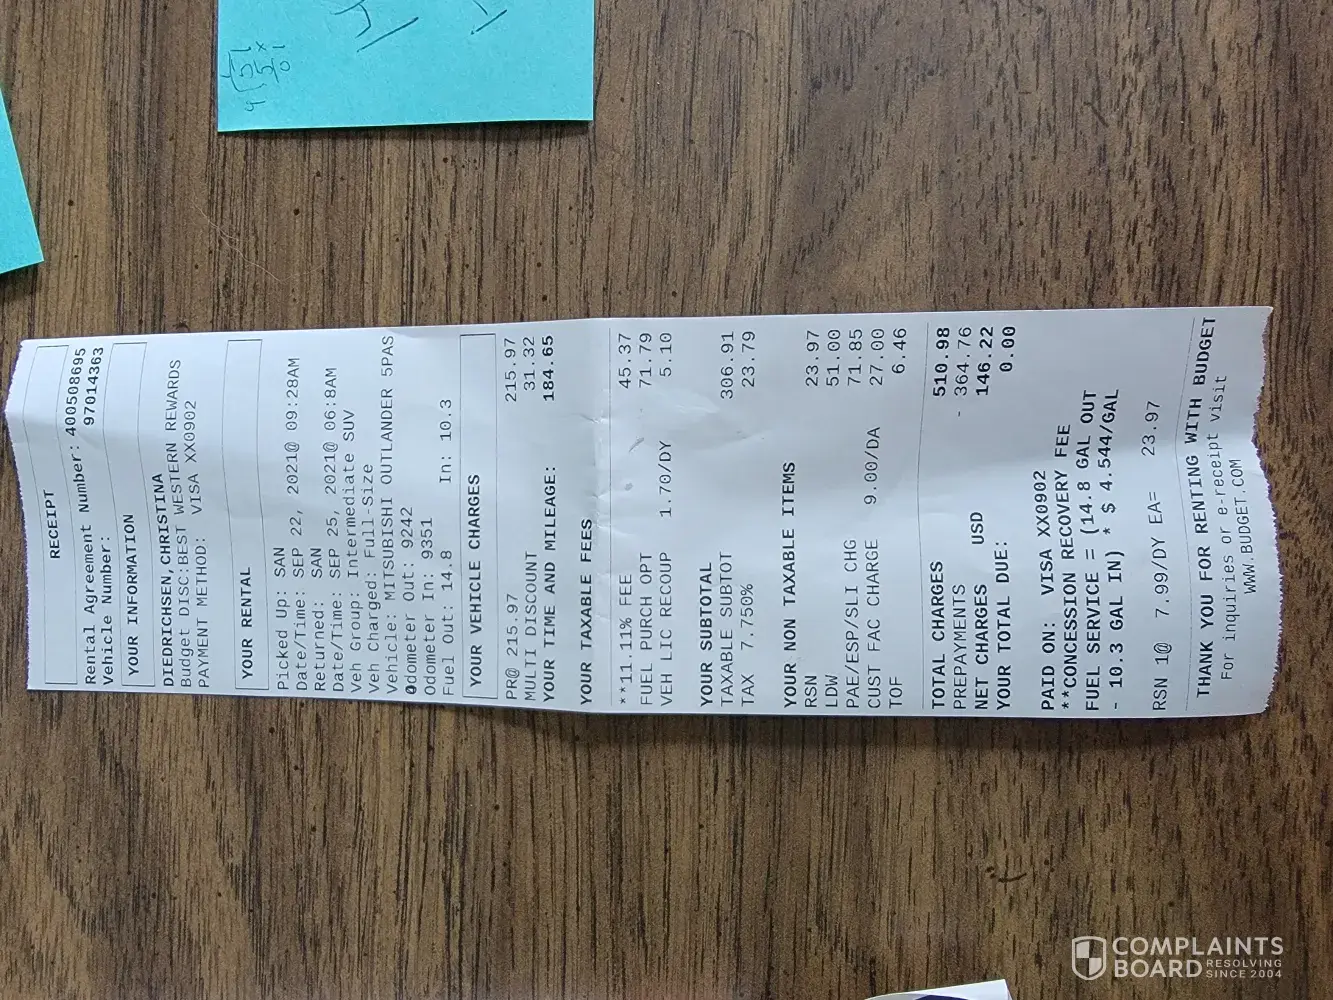 RECEIPT
Rental Agreement Number: 400508695
Vehicle Number: 97014363
YOUR INFORMATION
DIEDRICHSEN,CHRISTINA
Budget DISC:BEST WESTERN REWARDS
PAYMENT METHOD: VISA XX0902
YOUR RENTAL
Picked Up: SAN
Date/Time: SEP 22, 2021@ 09:28AM
Returned: SAN
Date/Time: SEP 25, 2021@ 06:8AM
Veh Group: Intermediate SUV
Veh Charged: Full-Size
Vehicle: MITSUBISHI OUTLANDER 5PAS
Odometer Out: 9242
Odometer In: 9351
Fuel Out: 14.8 In: 10.3
YOUR VEHICLE CHARGES
PR@ 215.97 215.97
MULTI DISCOUNT 31.32
YOUR TIME AND MILEAGE: 184.65
YOUR TAXABLE FEES
**11.11% FEE 45.37
FUEL PURCH OPT 71.79
VEH LIC RECOUP 1.70/DY 5.10
YOUR SUBTOTAL
TAXABLE SUBTOT 306.91
TAX 7.750% 23.79
YOUR NON TAXABLE ITEMS
RSN 23.97
LDW 51.00
PAE/ESP/SLI CHG 71.85
CUST FAC CHARGE 9.00/DA 27.00
TOF 6.46
TOTAL CHARGES 510.98
PREPAYMENTS - 364.76
NET CHARGES USD 146.22
YOUR TOTAL DUE: 0.00
PAID ON: VISA XX0902
**CONCESSION RECOVERY FEE
FUEL SERVICE = (14.8 GAL OUT
- 10.3 GAL IN) * $ 4.544/GAL
RSN 1@ 7.99/DY EA= 23.97
THANK YOU FOR RENTING WITH BUDGET
For inquiries or e-receipt visit
WWW.BUDGET.COM
COMPLAINTS
BOARD RESOLVING
SINCE 2004